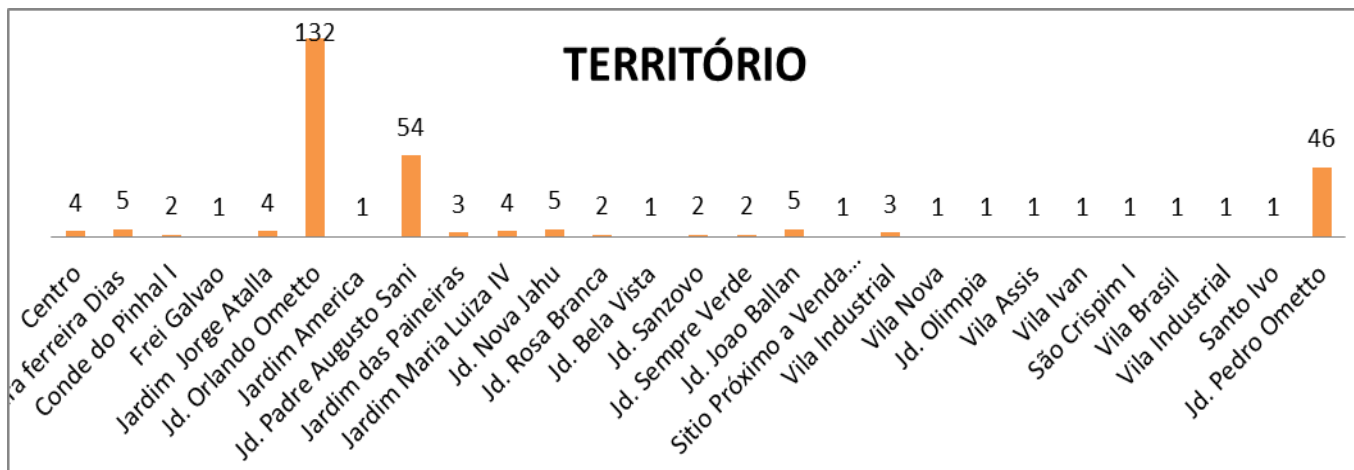 TERRITÓRIO
132
54
46
4
5
2
1
4
1
3
4
5
2
1
2
2
5
1
3
1
1
1
1
1
1
1
1
Centro
ferreira Dias
Conde do Pinhal I
Frei Galvao
Jardim Jorge Atalla
Jd. Orlando Ometto
Jardim America
Jd. Padre Augusto Sani
Jardim das Paineiras
Jardim Maria Luiza IV
Jd. Nova Jahu
Jd. Rosa Branca
Jd. Bela Vista
Jd. Sanzovo
Jd. Sempre Verde
Jd. Joao Ballan
Sitio Próximo a Venda...
Vila Industrial
Vila Nova
Jd. Olimpia
Vila Assis
Vila Ivan
São Crispim I
Vila Brasil
Vila Industrial
Santo Ivo
Jd. Pedro Ometto